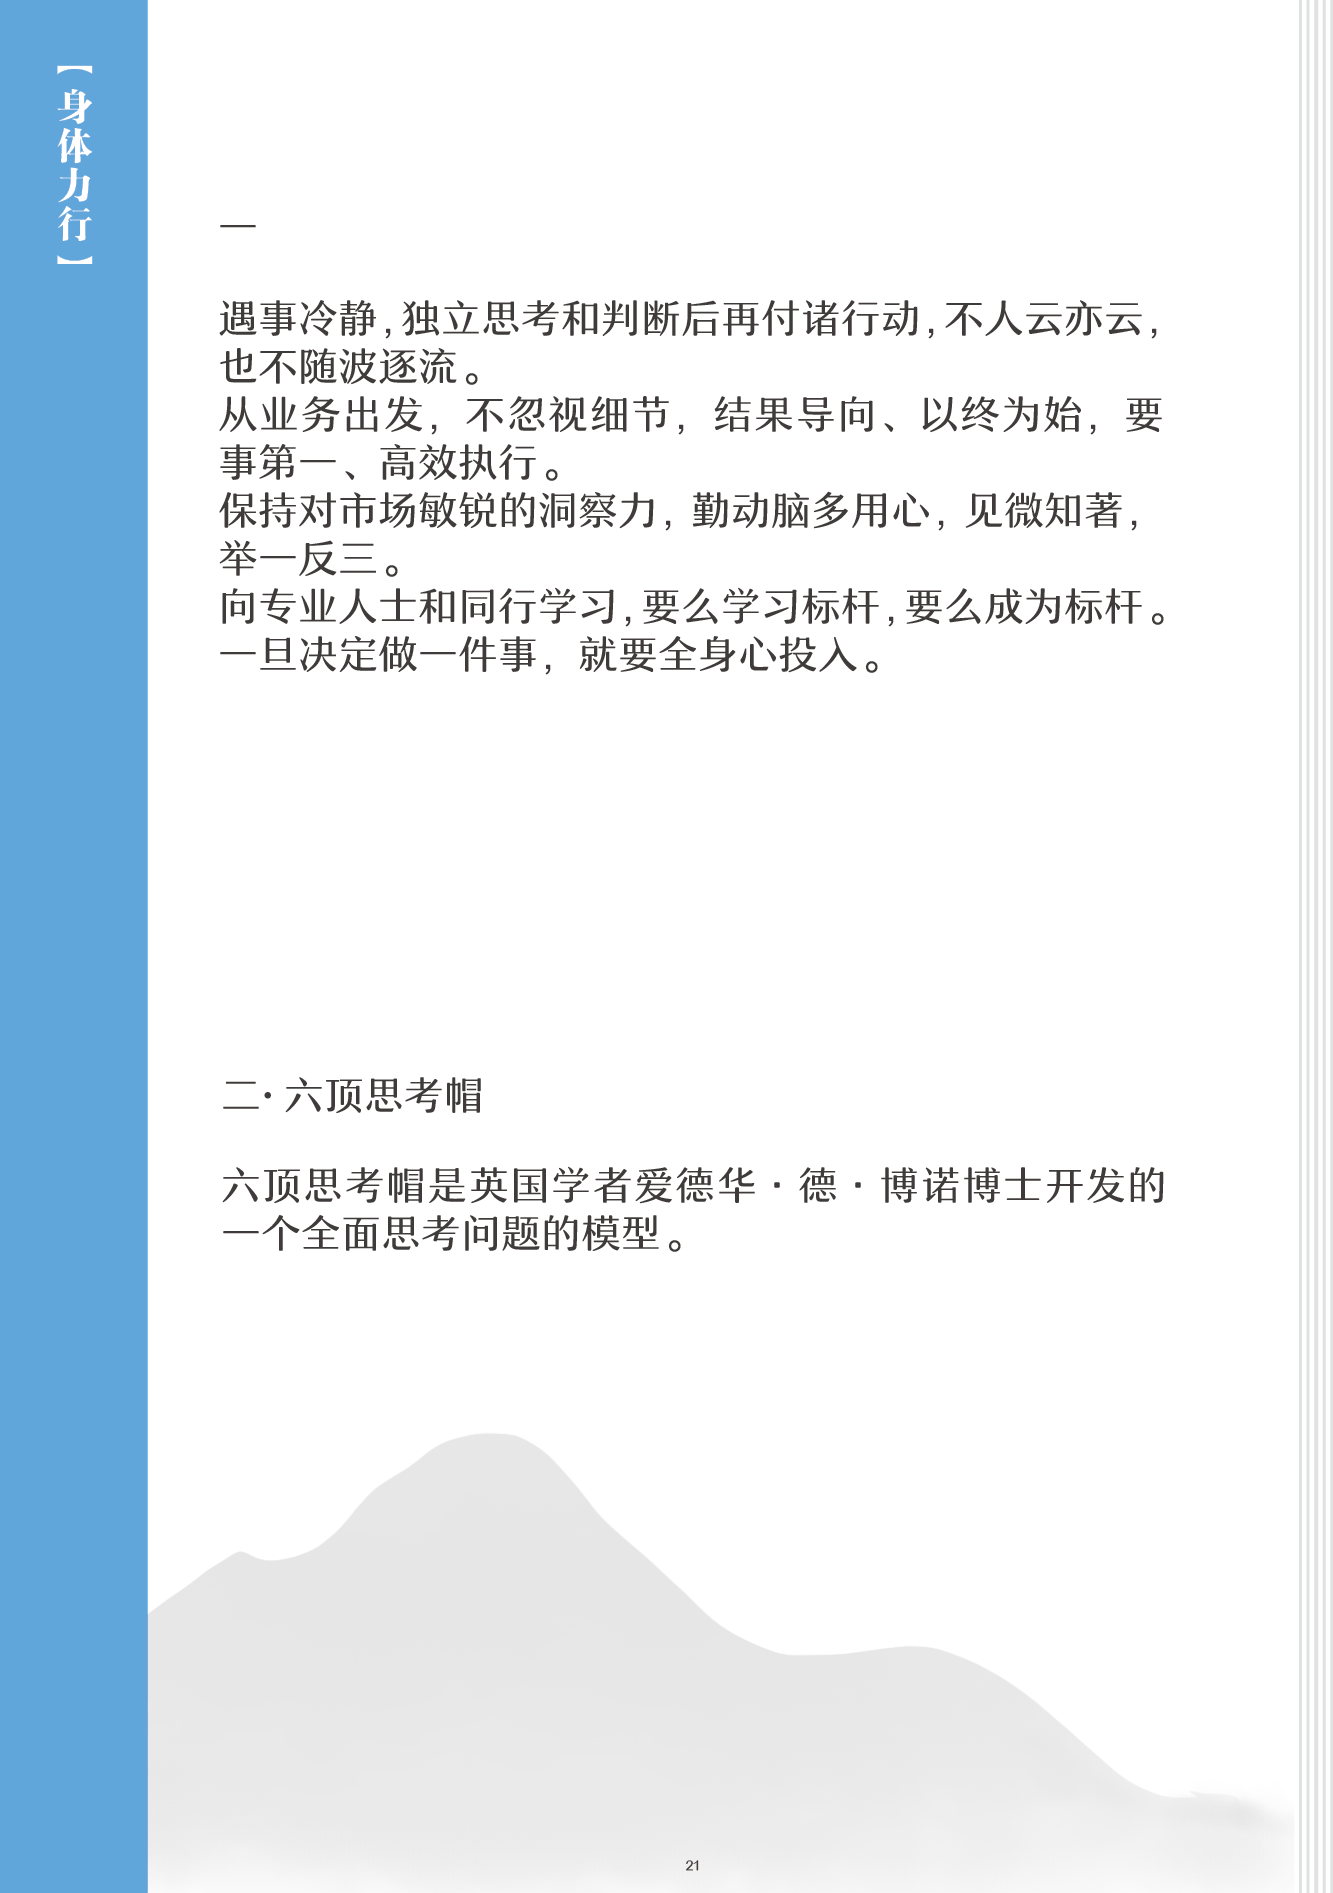 【身体力行】
一
遇事冷静,独立思考和判断后再付诸行动,不人云亦云,
也不随波逐流。
从业务出发,不忽视细节,结果导向、以终为始,要
事第一、高效执行。
保持对市场敏锐的洞察力,勤动脑多用心,见微知著,
举一反三。
向专业人士和同行学习,要么学习标杆,要么成为标杆。
一旦决定做一件事,就要全身心投入。
二·六顶思考帽
六顶思考帽是英国学者爱德华·德·博诺博士开发的
一个全面思考问题的模型。
21